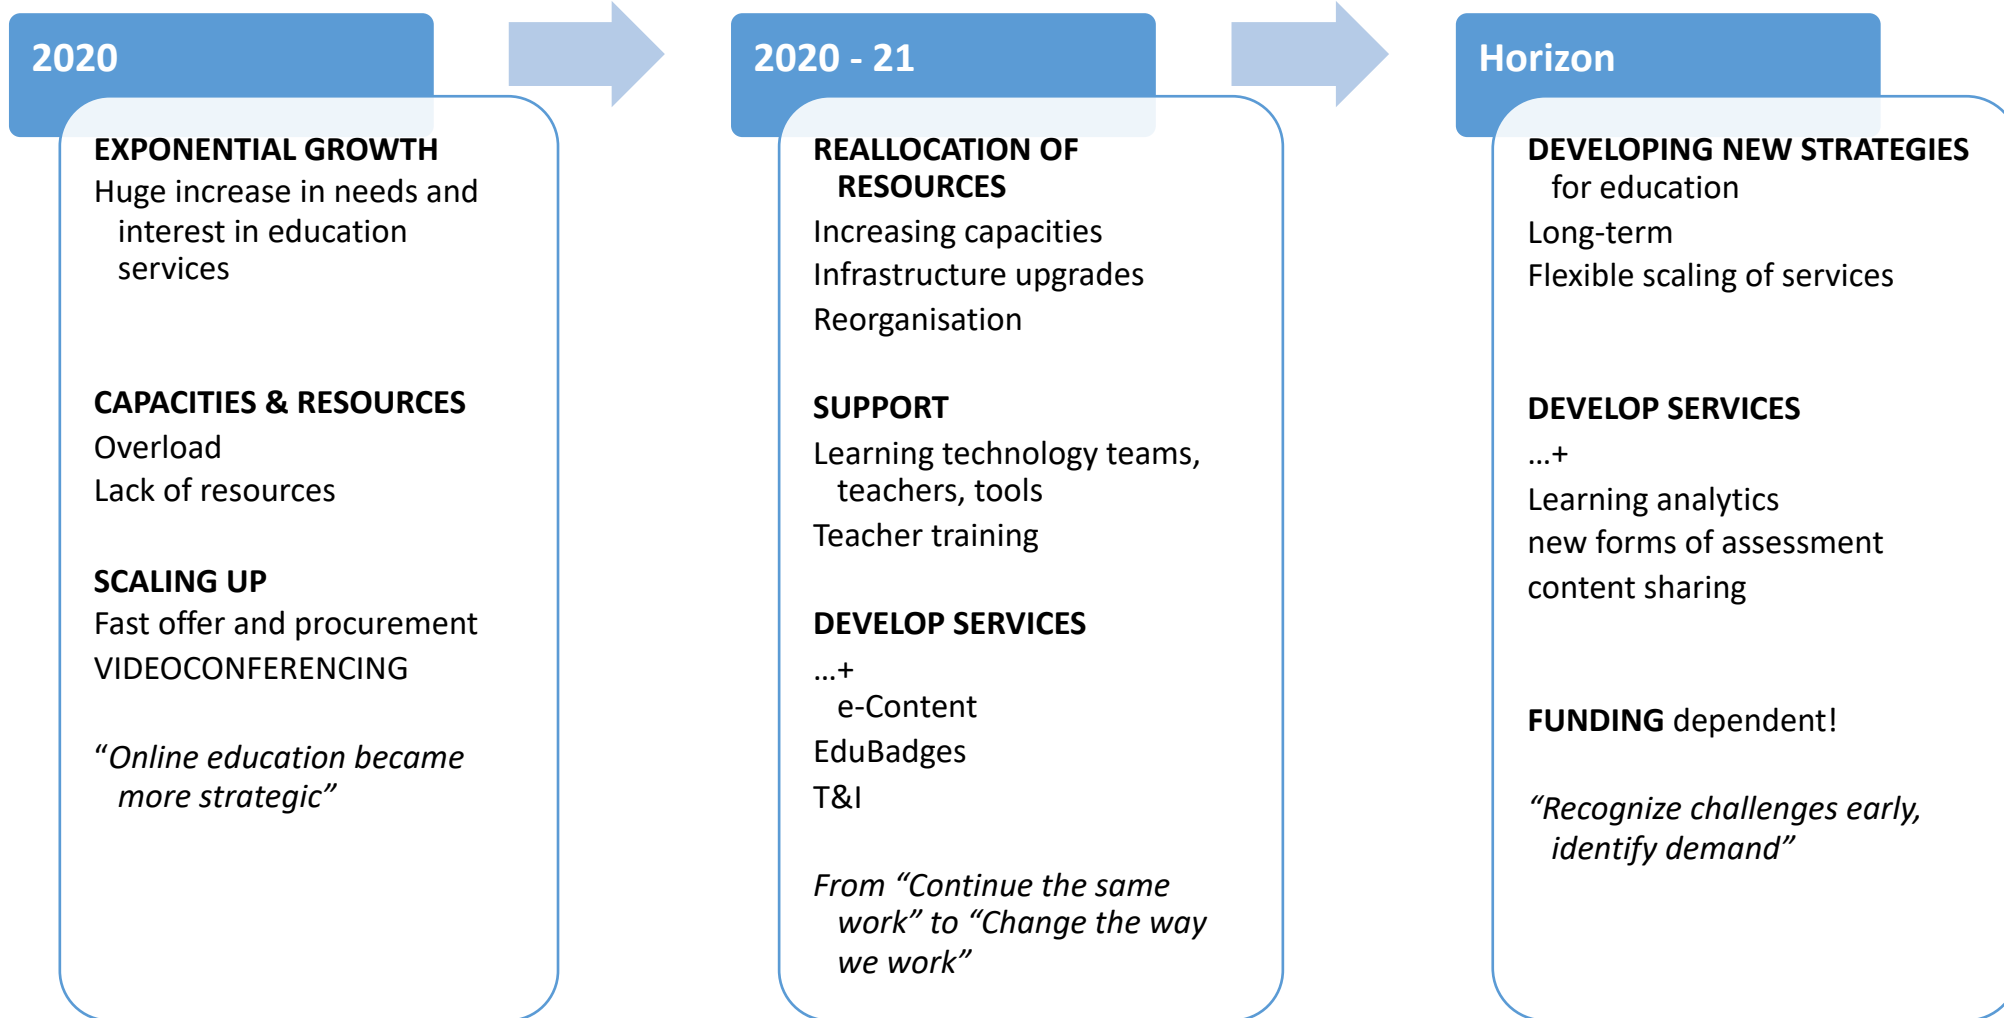 2020
EXPONENTIAL GROWTH
Huge increase in needs and
interest in education
services
CAPACITIES & RESOURCES
Overload
Lack of resources
SCALING UP
Fast offer and procurement
VIDEOCONFERENCING
“Online education became
more strategic”
2020 - 21
REALLOCATION OF
RESOURCES
Increasing capacities
Infrastructure upgrades
Reorganisation
SUPPORT
Learning technology teams,
teachers, tools
Teacher training
DEVELOP SERVICES
…+
e-Content
EduBadges
T&I
From “Continue the same
work” to “Change the way
we work”
Horizon
DEVELOPING NEW STRATEGIES
for education
Long-term
Flexible scaling of services
DEVELOP SERVICES
…+
Learning analytics
new forms of assessment
content sharing
FUNDING dependent!
“Recognize challenges early,
identify demand”